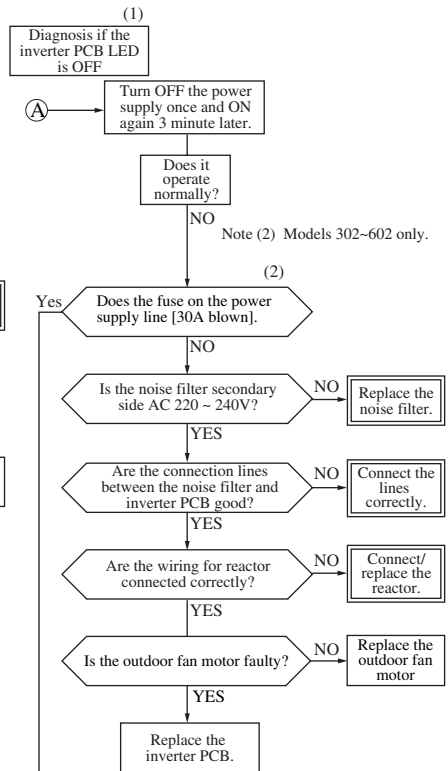 (1)
Diagnosis if the
inverter PCB LED
is OFF
A
Turn OFF the power
supply once and ON
again 3 minute later.
Does it
operate
normally?
NO
Note (2) Models 302~602 only.
(2)
Yes
Does the fuse on the power
supply line [30A blown].
NO
Is the noise filter secondary
side AC 220 ~ 240V?
NO
Replace the
noise filter.
YES
Are the connection lines
between the noise filter and
inverter PCB good?
NO
Connect the
lines
correctly.
YES
Are the wiring for reactor
connected correctly?
NO
Connect/
replace the
reactor.
YES
Is the outdoor fan motor faulty?
NO
Replace the
outdoor fan
motor
YES
Replace the
inverter PCB.